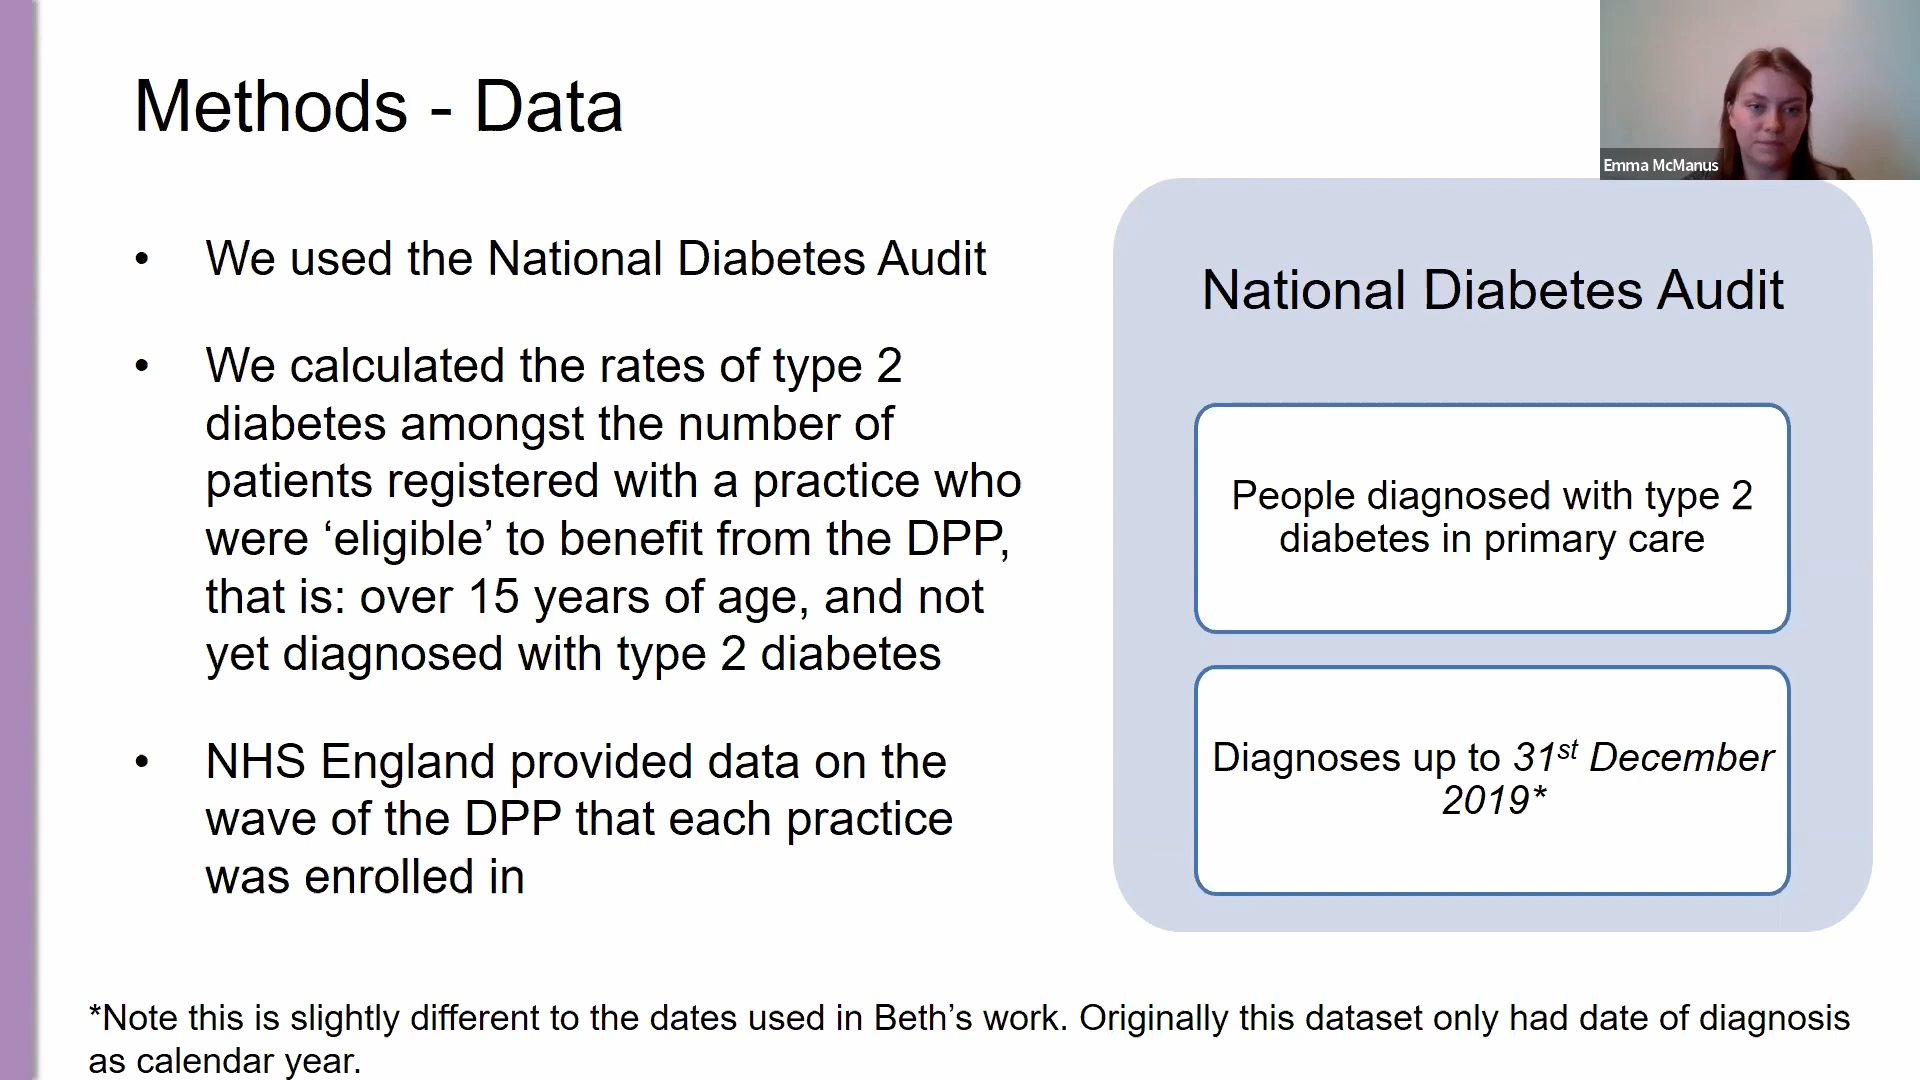 Methods - Data
Emma McManus
• We used the National Diabetes Audit
• We calculated the rates of type 2
diabetes amongst the number of
patients registered with a practice who
were ‘eligible’ to benefit from the DPP,
that is: over 15 years of age, and not
yet diagnosed with type 2 diabetes
• NHS England provided data on the
wave of the DPP that each practice
was enrolled in
National Diabetes Audit
People diagnosed with type 2
diabetes in primary care
Diagnoses up to 31st December
2019*
*Note this is slightly different to the dates used in Beth’s work. Originally this dataset only had date of diagnosis
as calendar year.